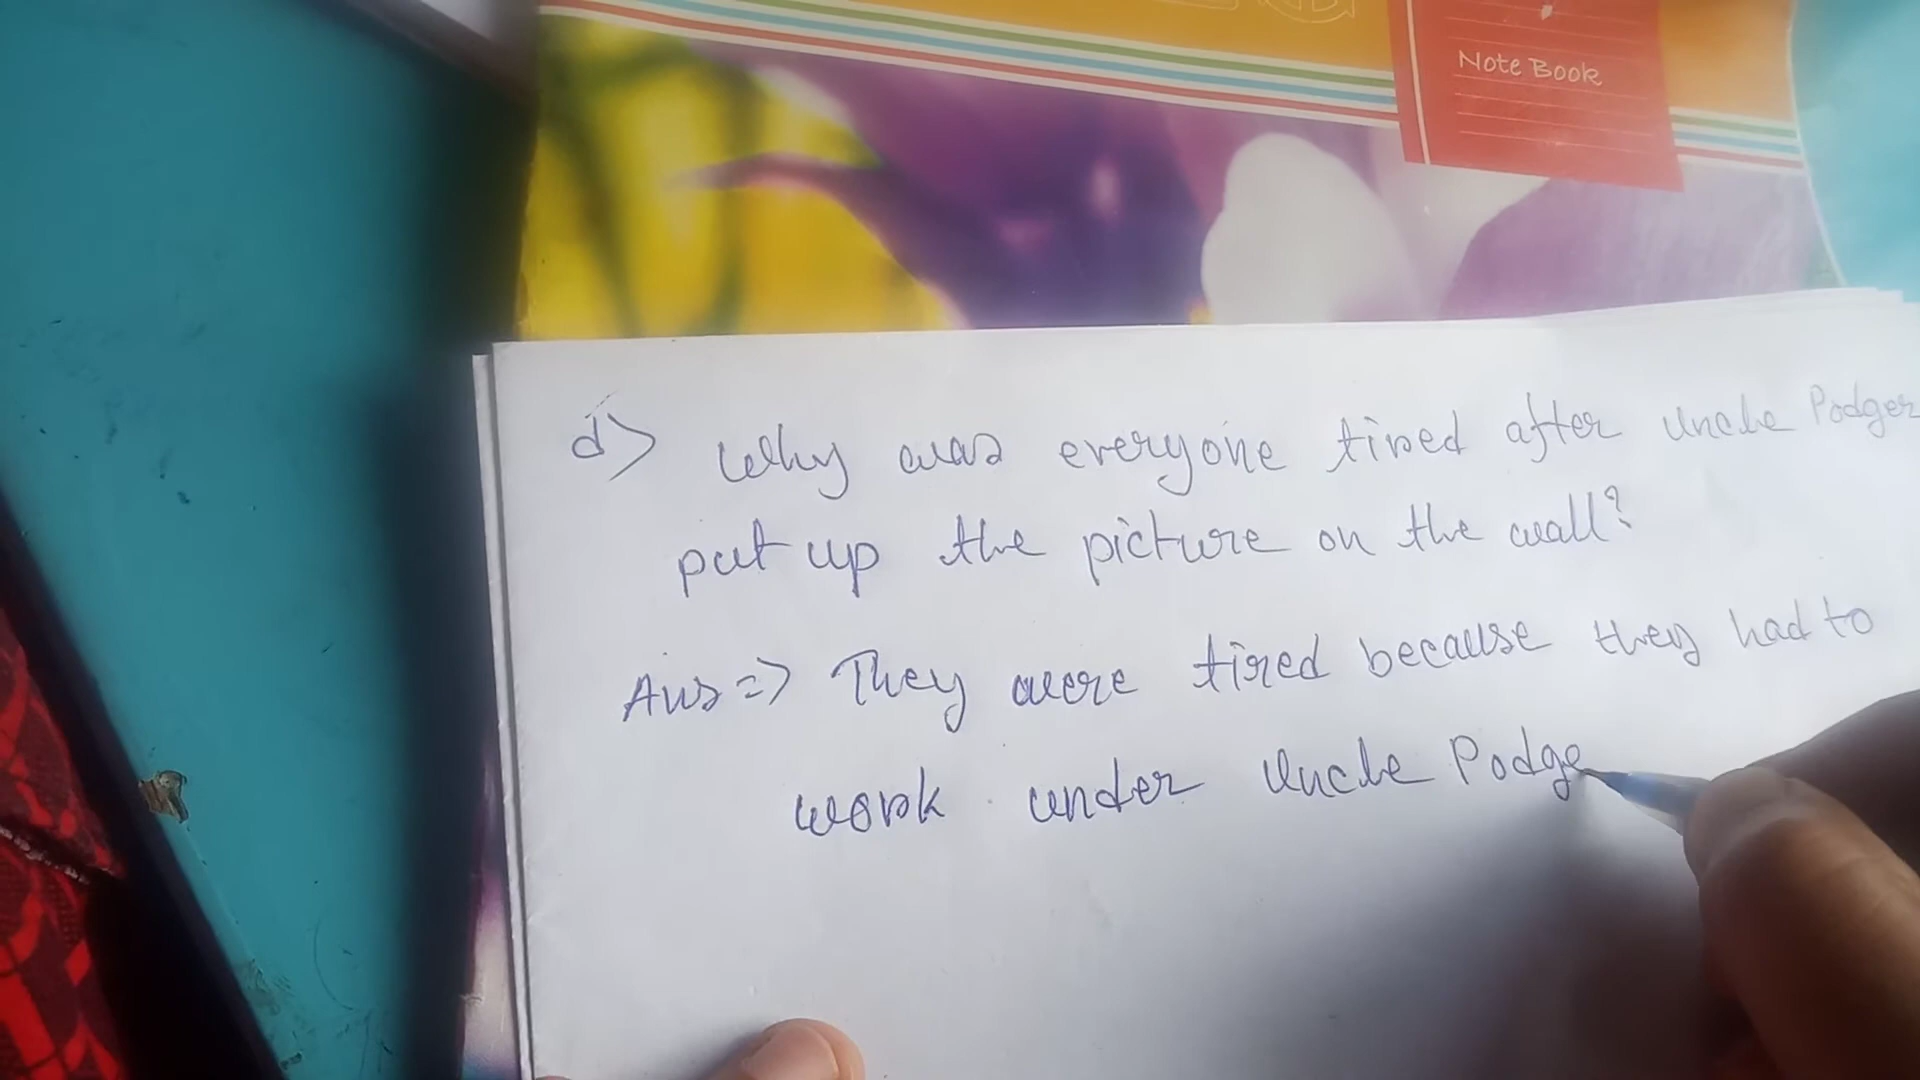 Note Book
d) Why was everyone tired after Uncle Podger
put up the picture on the wall?
Ans => They were tired because they had to
work under Uncle Podge